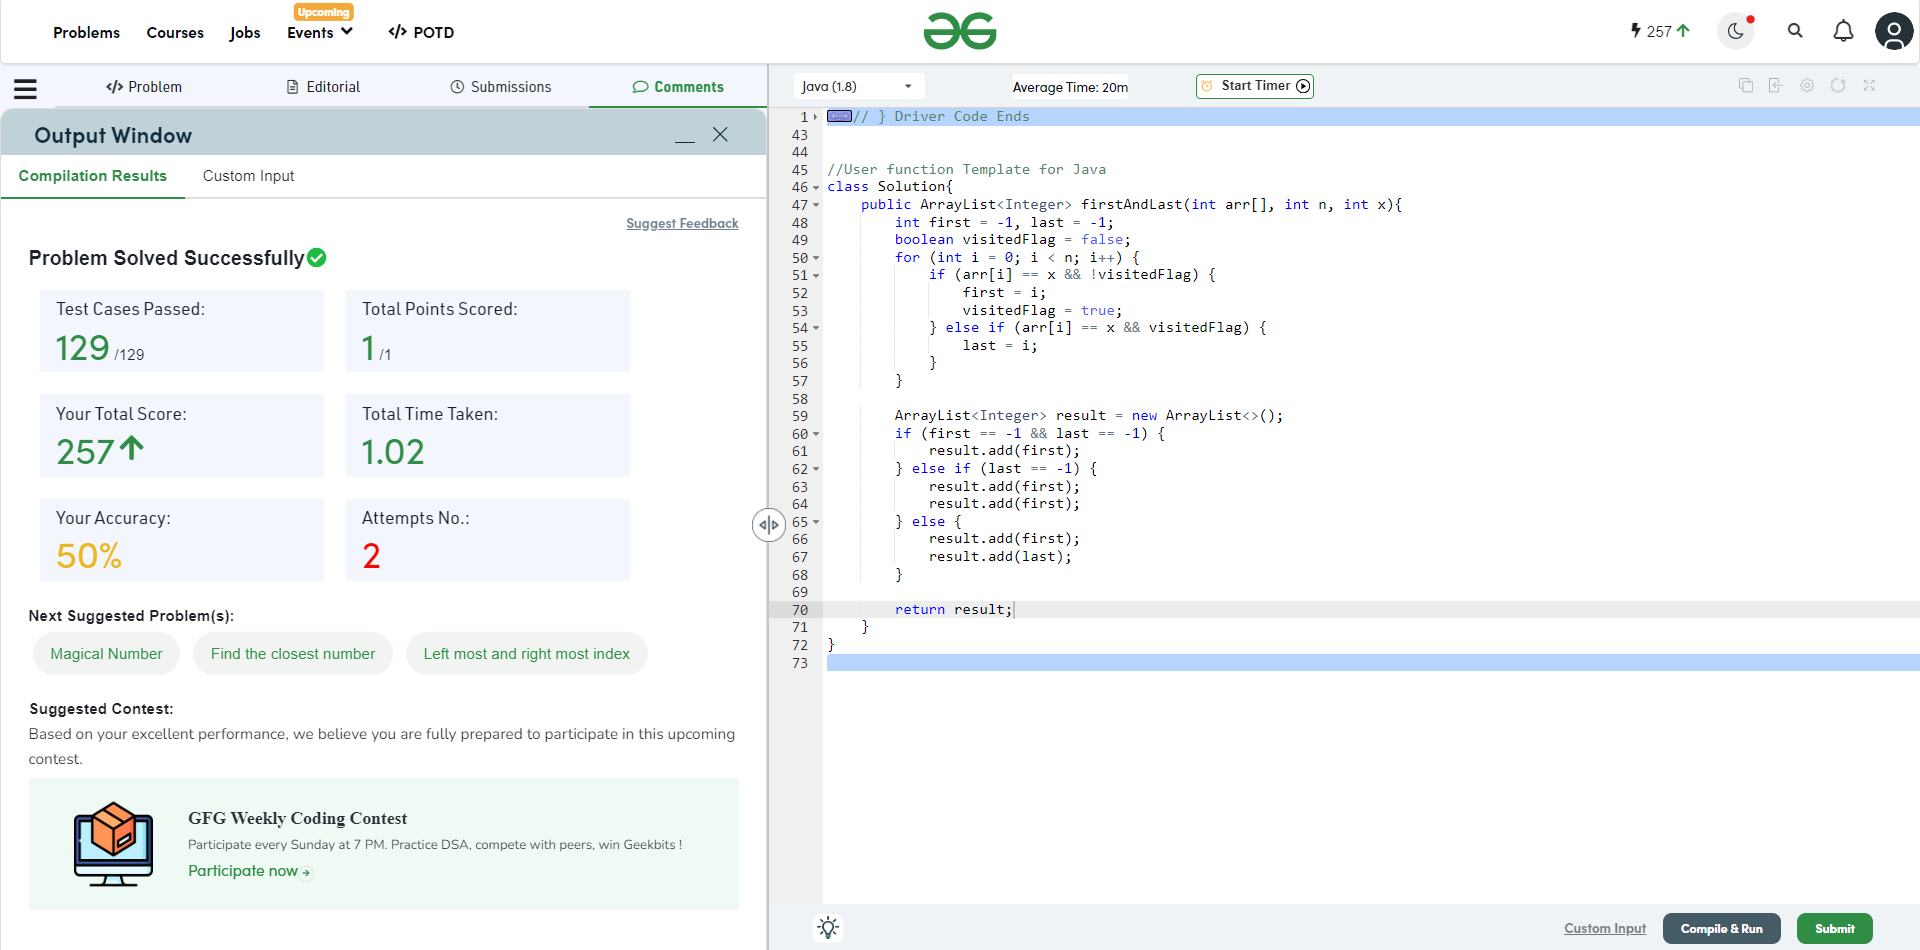 Problems Courses Jobs Events POTD
Upcoming
257
Problem Editorial Submissions Comments
Output Window
Compilation Results Custom Input
Suggest Feedback
Problem Solved Successfully
Test Cases Passed: Total Points Scored:
129 /129 1 /1
Your Total Score: Total Time Taken:
257 1.02
Your Accuracy: Attempts No.:
50% 2
Next Suggested Problem(s):
Magical Number Find the closest number Left most and right most index
Suggested Contest:
Based on your excellent performance, we believe you are fully prepared to participate in this upcoming
contest.
GFG Weekly Coding Contest
Participate every Sunday at 7 PM. Practice DSA, compete with peers, win Geekbits !
Participate now
Java (1.8) Average Time: 20m Start Timer
1 // } Driver Code Ends
43
44
45 //User function Template for Java
46 class Solution{
47 public ArrayList<Integer> firstAndLast(int arr[], int n, int x){
48 int first = -1, last = -1;
49 boolean visitedFlag = false;
50 for (int i = 0; i < n; i++) {
51 if (arr[i] == x && !visitedFlag) {
52 first = i;
53 visitedFlag = true;
54 } else if (arr[i] == x && visitedFlag) {
55 last = i;
56 }
57 }
58
59 ArrayList<Integer> result = new ArrayList<>();
60 if (first == -1 && last == -1) {
61 result.add(first);
62 } else if (last == -1) {
63 result.add(first);
64 result.add(first);
65 } else {
66 result.add(first);
67 result.add(last);
68 }
69
70 return result;
71 }
72 }
73
Custom Input Compile & Run Submit